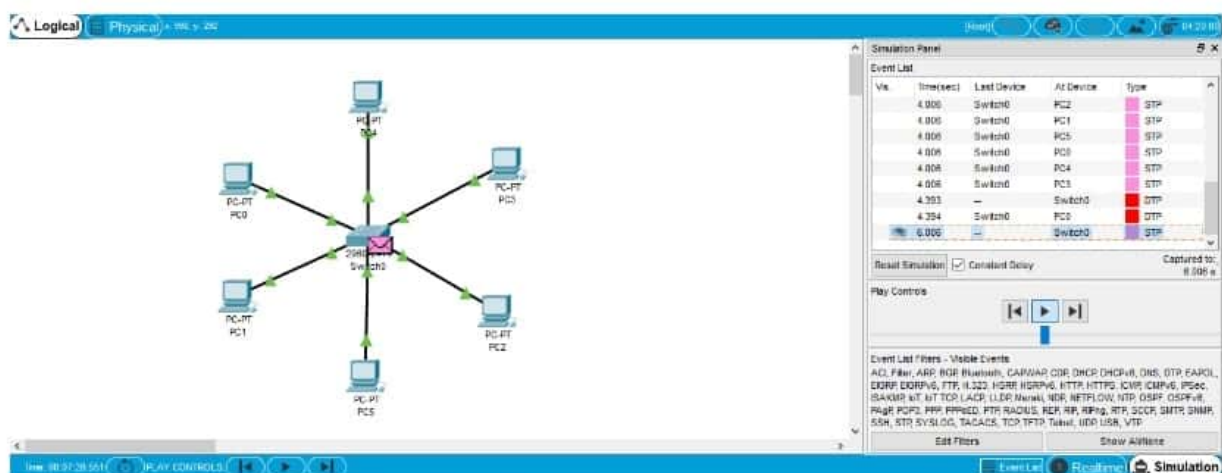 Logical Physical
[Root]
Simulation Panel
Event List
Vis. Time(sec) Last Device At Device Type
4.006 Switch0 PC2 STP
4.006 Switch0 PC1 STP
4.006 Switch0 PC5 STP
4.006 Switch0 PC0 STP
4.006 Switch0 PC4 STP
4.006 Switch0 PC3 STP
4.393 -- Switch0 DTP
4.394 Switch0 PC0 DTP
6.006 -- Switch0 STP
Reset Simulation Constant Delay
Captured to:
6.006 s
Play Controls
Event List Filters - Visible Events
ACL Filter, ARP, BGP, Bluetooth, CAPWAP, CDP, DHCP, DHCPv6, DNS, DTP, EAPOL,
EIGRP, EIGRPv6, FTP, H.323, HSRP, HSRPv6, HTTP, HTTPS, ICMP, ICMPv6, IPSec,
ISAKMP, IoT, IoT TCP, LACP, LLDP, Meraki, NDP, NETFLOW, NTP, OSPF, OSPFv6,
PAgP, POP3, PPP, PPPoED, PTP, RADIUS, REP, RIP, RIPng, RTP, SCCP, SMTP, SNMP,
SSH, STP, SYSLOG, TACACS, TCP, TFTP, Telnet, UDP, USB, VTP
Edit Filters Show All/None
PC-PT
PC4
PC-PT
PC0
PC-PT
PC3
Switch0
PC-PT
PC1
PC-PT
PC2
PC-PT
PC5
PLAY CONTROLS:
Event List Realtime Simulation